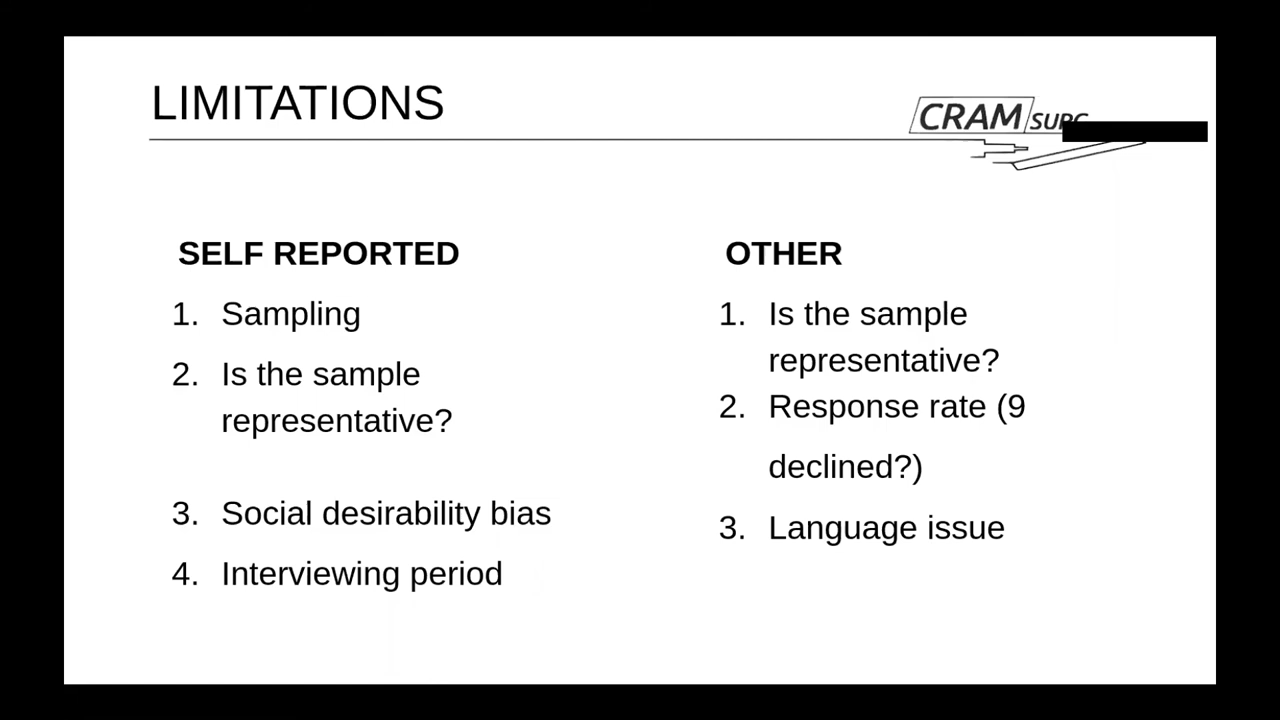 LIMITATIONS
CRAM
SELF REPORTED
1. Sampling
2. Is the sample
representative?
3. Social desirability bias
4. Interviewing period
OTHER
1. Is the sample
representative?
2. Response rate (9
declined?)
3. Language issue